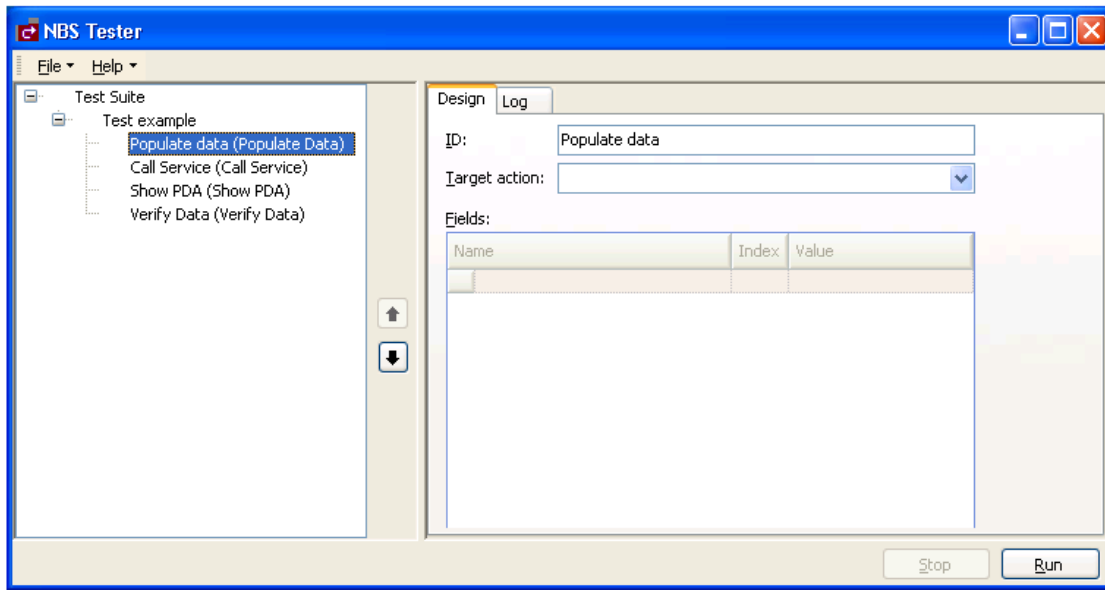 NBS Tester
File Help
Test Suite
Test example
Populate data (Populate Data)
Call Service (Call Service)
Show PDA (Show PDA)
Verify Data (Verify Data)
Design Log
ID: Populate data
Target action:
Fields:
Name Index Value
Stop Run